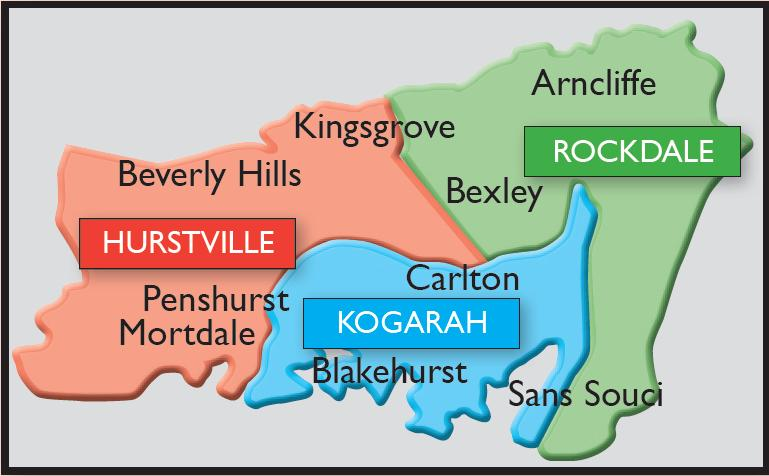 Arncliffe
Kingsgrove
ROCKDALE
Beverly Hills
Bexley
HURSTVILLE
Carlton
Penshurst
KOGARAH
Mortdale
Blakehurst
Sans Souci